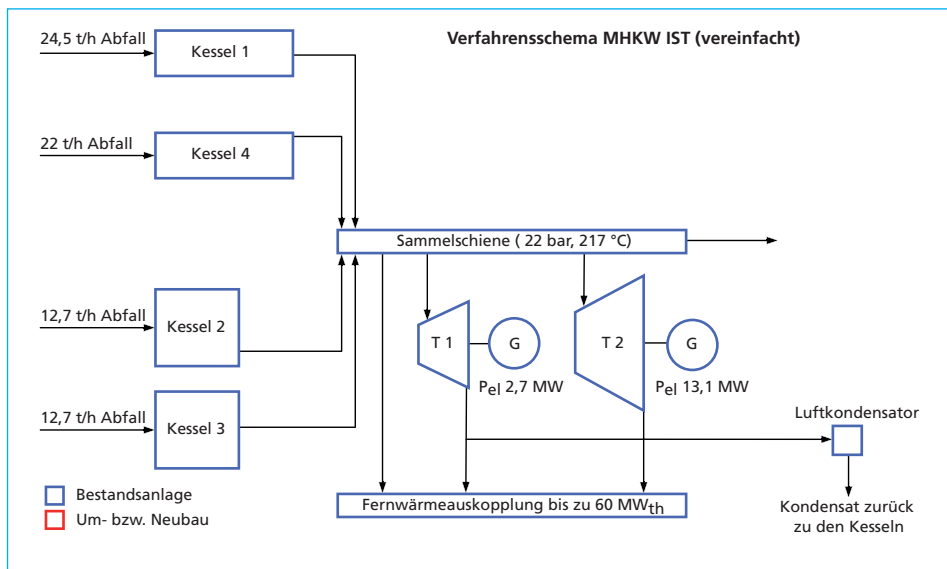 Verfahrensschema MHKW IST (vereinfacht)
24,5 t/h Abfall
Kessel 1
22 t/h Abfall
Kessel 4
Sammelschiene ( 22 bar, 217 °C)
12,7 t/h Abfall
Kessel 2
T 1
G
T 2
G
Pel 2,7 MW
Pel 13,1 MW
12,7 t/h Abfall
Kessel 3
Luftkondensator
Bestandsanlage
Um- bzw. Neubau
Fernwärmeauskopplung bis zu 60 MWth
Kondensat zurück
zu den Kesseln